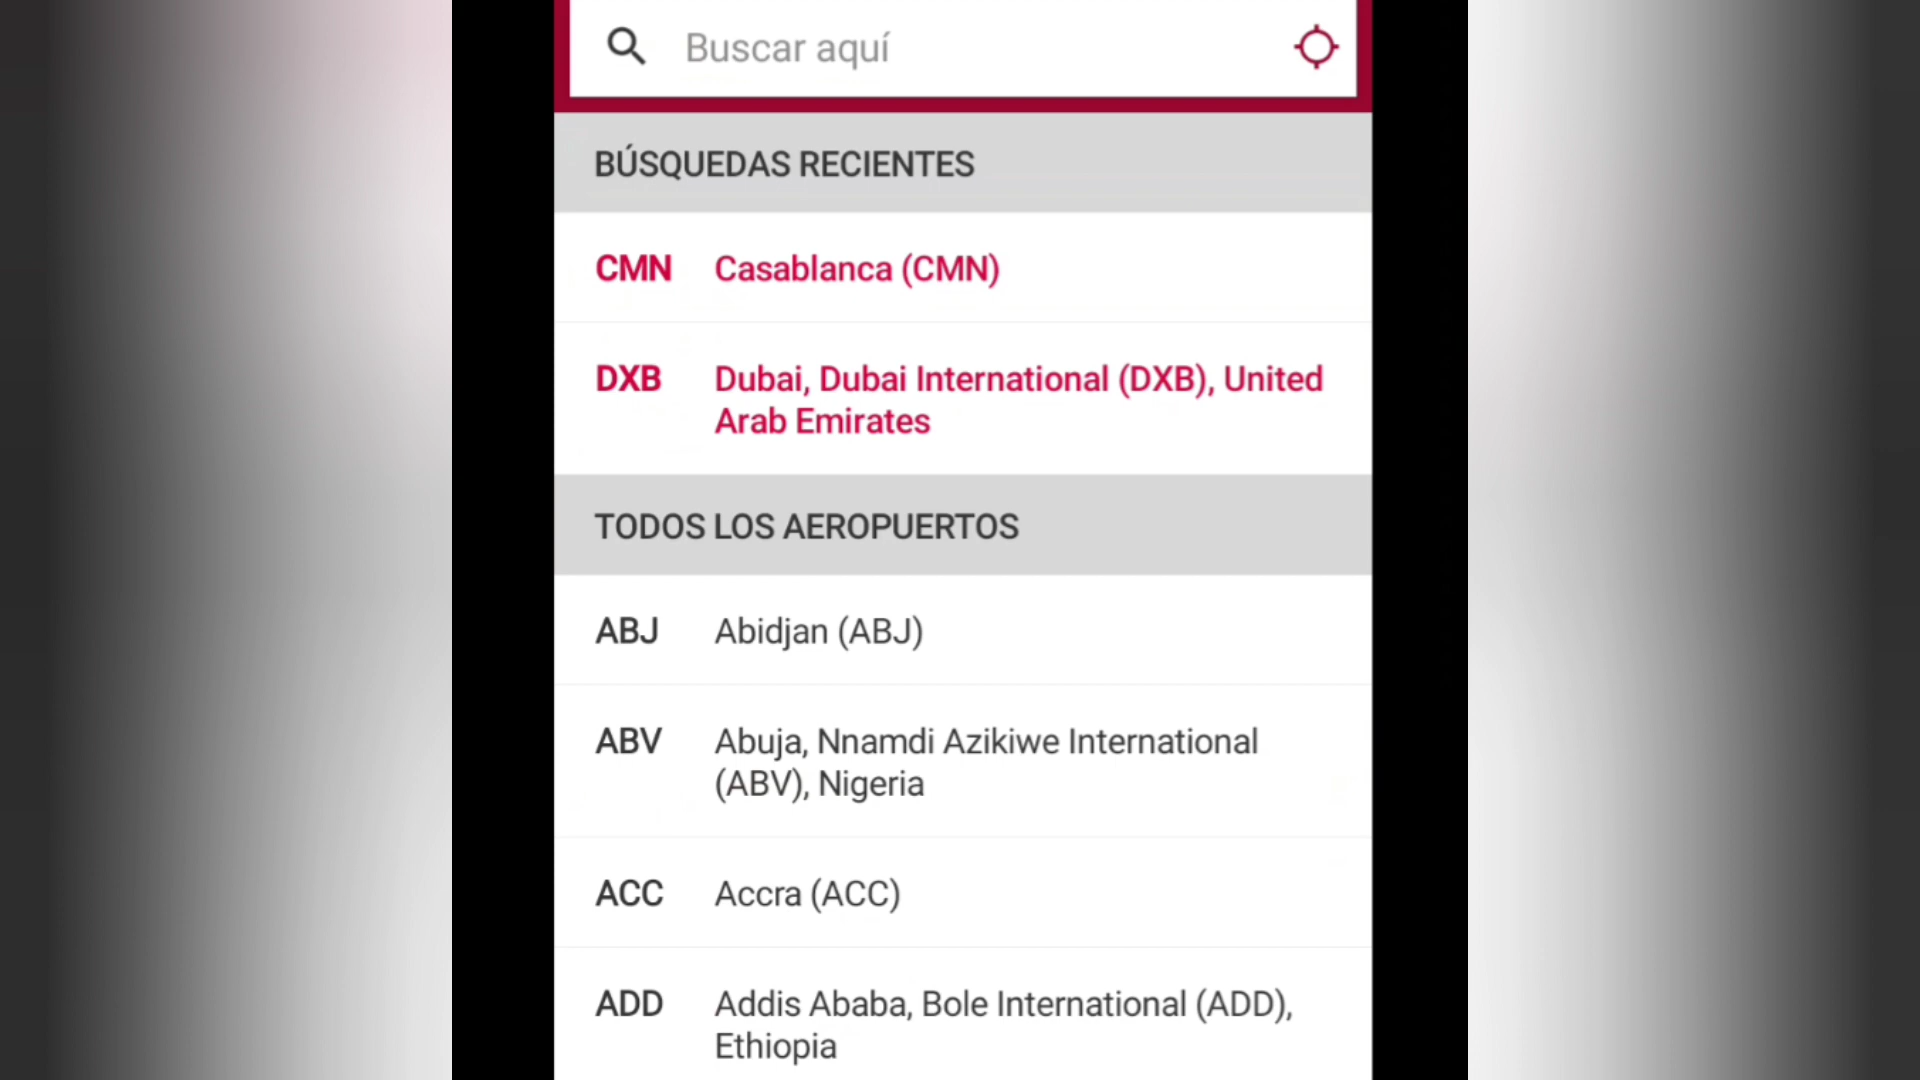 Buscar aquí
BÚSQUEDAS RECIENTES
CMN Casablanca (CMN)
DXB Dubai, Dubai International (DXB), United
Arab Emirates
TODOS LOS AEROPUERTOS
ABJ Abidjan (ABJ)
ABV Abuja, Nnamdi Azikiwe International
(ABV), Nigeria
ACC Accra (ACC)
ADD Addis Ababa, Bole International (ADD),
Ethiopia